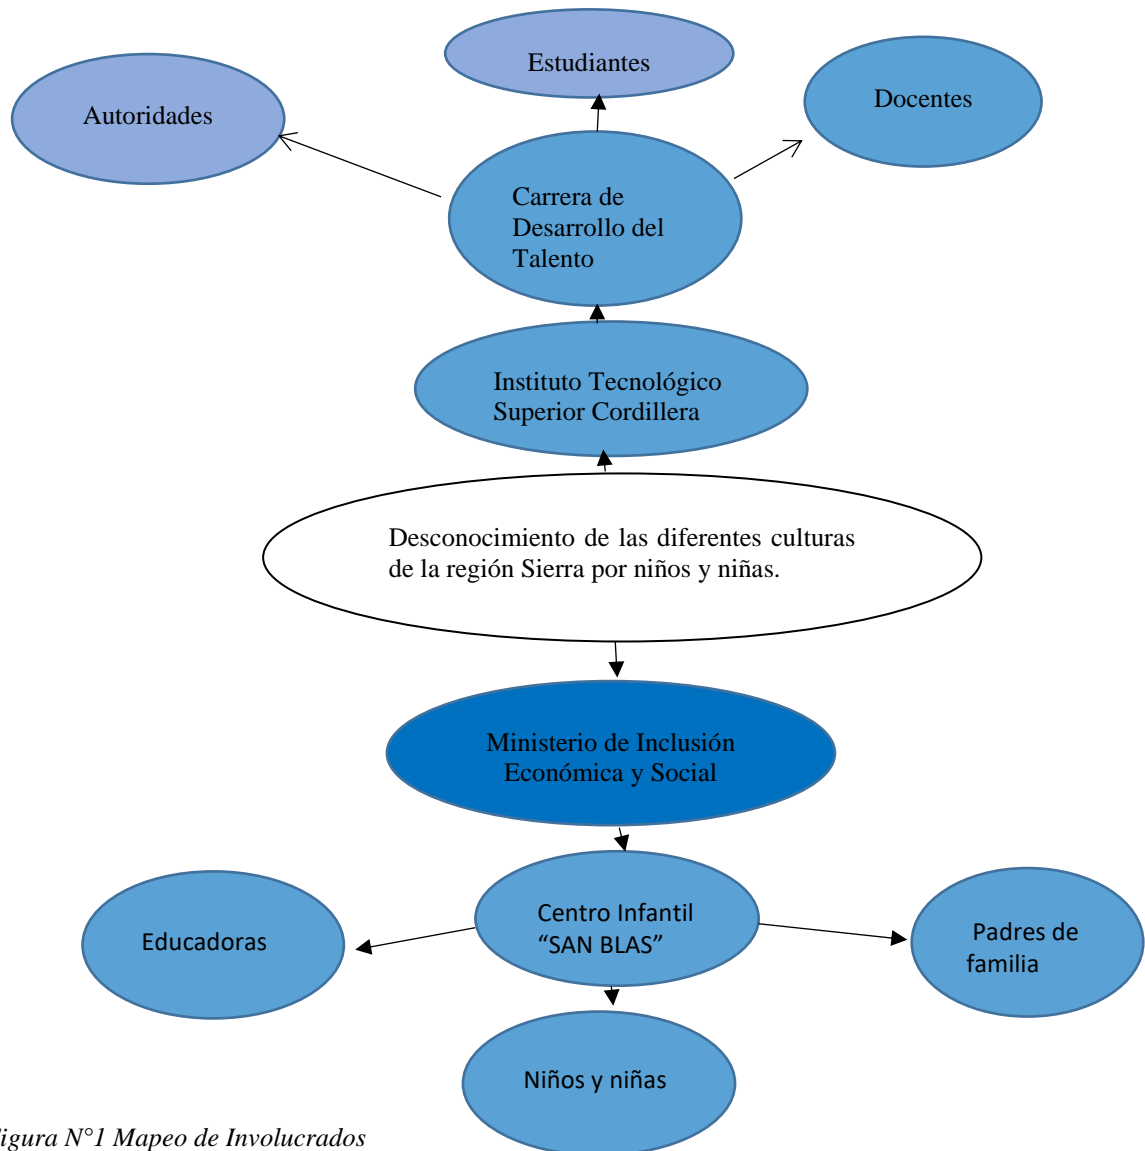 Estudiantes
Autoridades
Docentes
Carrera de
Desarrollo del
Talento
Instituto Tecnológico
Superior Cordillera
Desconocimiento de las diferentes culturas
de la región Sierra por niños y niñas.
Ministerio de Inclusión
Económica y Social
Centro Infantil
“SAN BLAS”
Educadoras
Padres de
familia
Niños y niñas
igura N°1 Mapeo de Involucrados